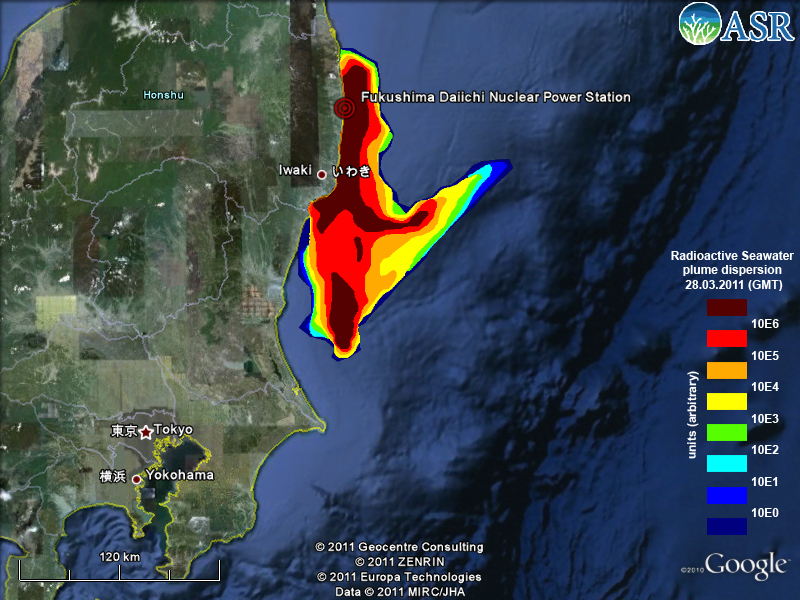 ASR
Honshu
Fukushima Daiichi Nuclear Power Station
Iwaki いわき
Radioactive Seawater
plume dispersion
28.03.2011 (GMT)
10E6
10E5
10E4
10E3
10E2
10E1
10E0
units (arbitrary)
東京 Tokyo
横浜 Yokohama
120 km
© 2011 Geocentre Consulting
© 2011 ZENRIN
© 2011 Europa Technologies
Data © 2011 MIRC/JHA
©2010 Google™